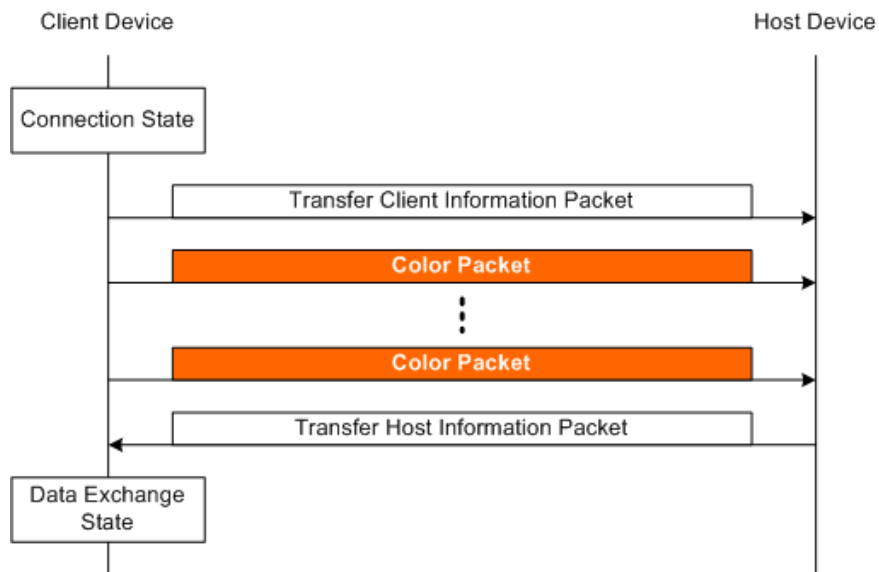 Client Device
Host Device
Connection State
Transfer Client Information Packet
Color Packet
Color Packet
Transfer Host Information Packet
Data Exchange
State